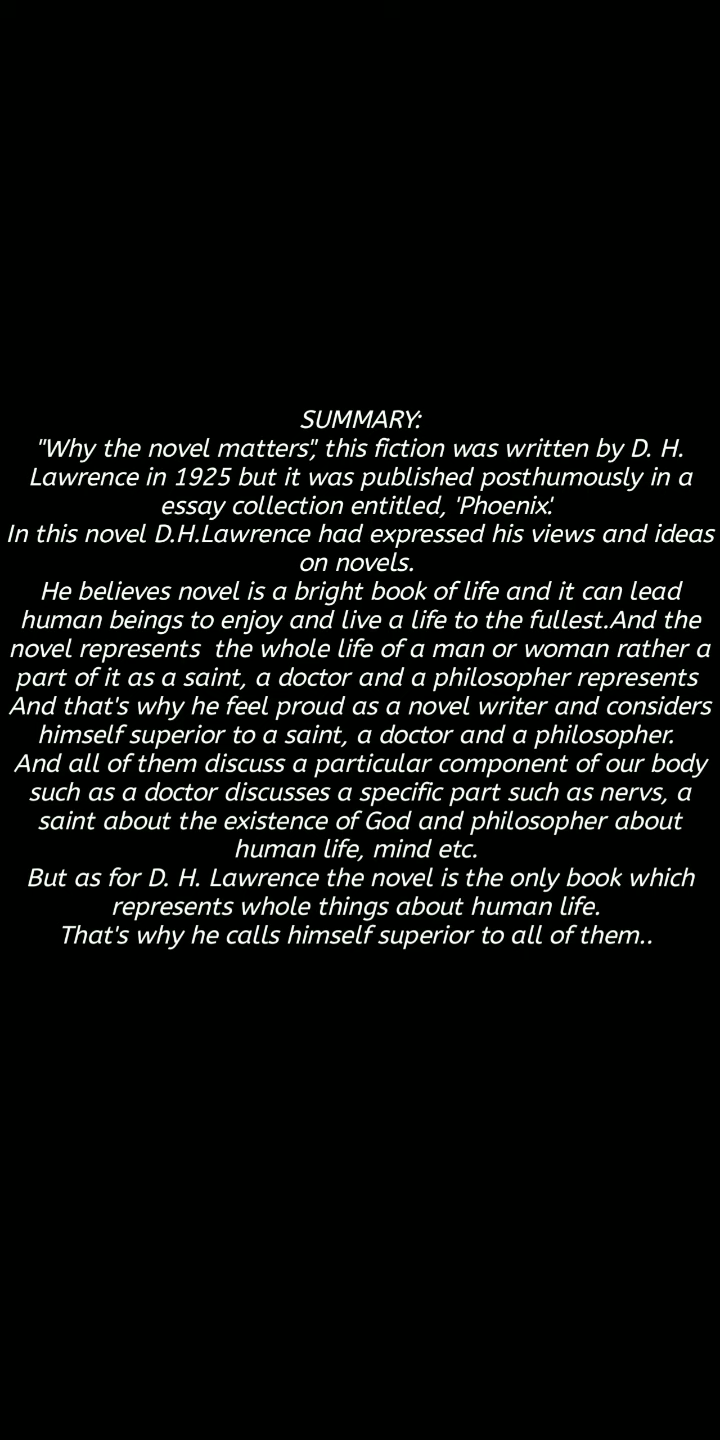 SUMMARY:
"Why the novel matters", this fiction was written by D. H.
Lawrence in 1925 but it was published posthumously in a
essay collection entitled, 'Phoenix'.
In this novel D.H.Lawrence had expressed his views and ideas
on novels.
He believes novel is a bright book of life and it can lead
human beings to enjoy and live a life to the fullest.And the
novel represents  the whole life of a man or woman rather a
part of it as a saint, a doctor and a philosopher represents
And that's why he feel proud as a novel writer and considers
himself superior to a saint, a doctor and a philosopher.
And all of them discuss a particular component of our body
such as a doctor discusses a specific part such as nervs, a
saint about the existence of God and philosopher about
human life, mind etc.
But as for D. H. Lawrence the novel is the only book which
represents whole things about human life.
That's why he calls himself superior to all of them..